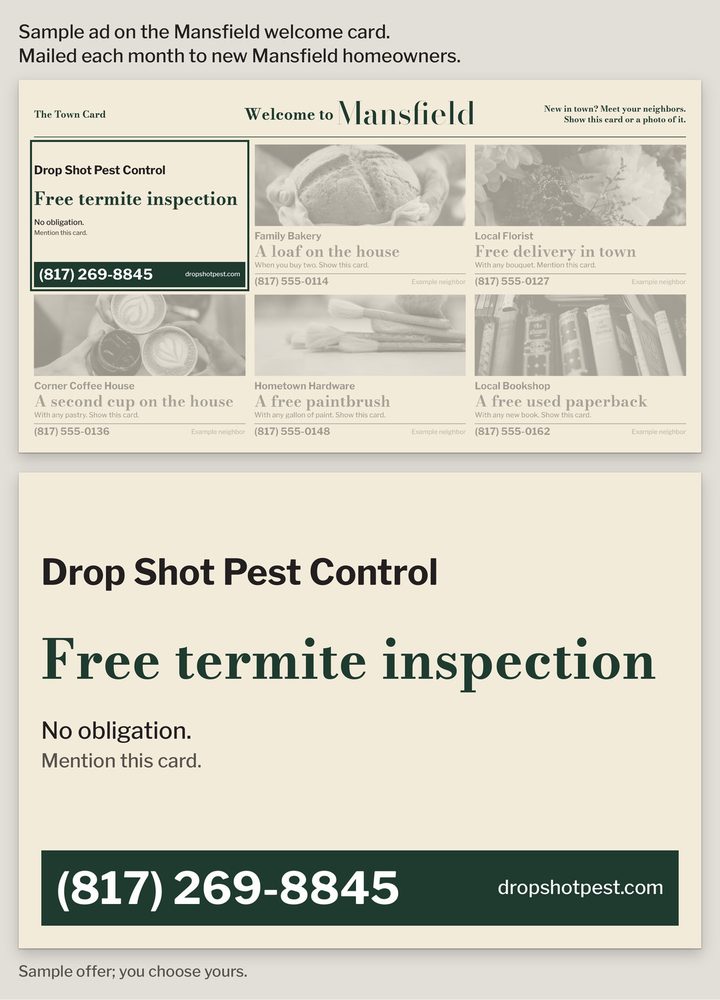 Sample ad on the Mansfield welcome card.
Mailed each month to new Mansfield homeowners.
The Town Card
Welcome to Mansfield
New in town? Meet your neighbors.
Show this card or a photo of it.
Drop Shot Pest Control
Free termite inspection
No obligation.
Mention this card.
(817) 269-8845 dropshotpest.com
Family Bakery
A loaf on the house
When you buy two. Show this card.
(817) 555-0114 Example neighbor
Local Florist
Free delivery in town
With any bouquet. Mention this card.
(817) 555-0127 Example neighbor
Corner Coffee House
A second cup on the house
With any pastry. Show this card.
(817) 555-0136 Example neighbor
Hometown Hardware
A free paintbrush
With any gallon of paint. Show this card.
(817) 555-0148 Example neighbor
Local Bookshop
A free used paperback
With any new book. Show this card.
(817) 555-0162 Example neighbor
Drop Shot Pest Control
Free termite inspection
No obligation.
Mention this card.
(817) 269-8845 dropshotpest.com
Sample offer; you choose yours.